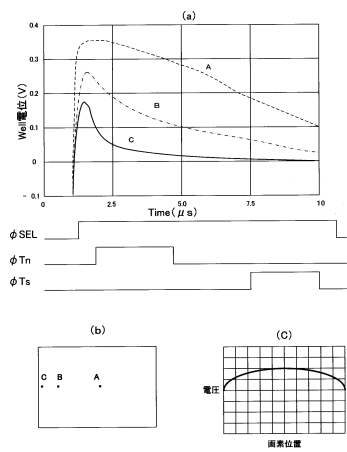 (a)
0.4
0.3
0.2
0.1
0
－0.1
Well電位(V)
A
B
C
0
2.5
5.0
7.5
10
Time(μs)
φSEL
φTn
φTs
(b)
C B A
(C)
電圧
画素位置